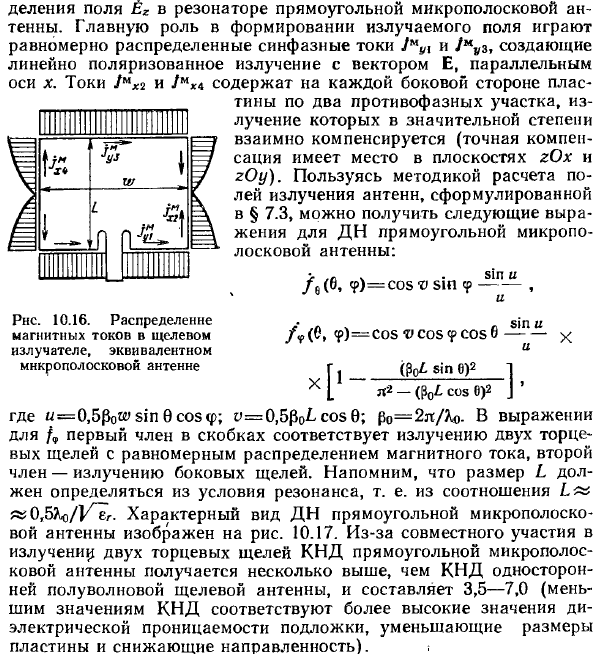 деления поля Ėz в резонаторе прямоугольной микрополосковой ан-
тенны. Главную роль в формировании излучаемого поля играют
равномерно распределенные синфазные токи jᴹy1 и jᴹy3, создающие
линейно поляризованное излучение с вектором E, параллельным
оси x. Токи jᴹx2 и jᴹx4 содержат на каждой боковой стороне плас-
тины по два противофазных участка, из-
лучение которых в значительной степени
взаимно компенсируется (точная компен-
сация имеет место в плоскостях zOx и
zOy). Пользуясь методикой расчета по-
лей излучения антенн, сформулированной
в § 7.3, можно получить следующие выра-
жения для ДН прямоугольной микропо-
лосковой антенны:
jᴹx4
jᴹy3
w
L
jᴹx2
jᴹy1
Рис. 10.16. Распределение
магнитных токов в щелевом
излучателе, эквивалентном
микрополосковой антенне
ḟθ(θ, φ)=cos v sin φ sin u / u ,
ḟφ(θ, φ)=cos v cos φ cos θ sin u / u ×
× [1 − (β0L sin θ)² / π² — (β0L cos θ)²] ,
где u=0,5β0w sin θ cos φ; v=0,5β0L cos θ; β0=2π/λ0. В выражении
для ḟφ первый член в скобках соответствует излучению двух торце-
вых щелей с равномерным распределением магнитного тока, второй
член — излучению боковых щелей. Напомним, что размер L дол-
жен определяться из условия резонанса, т. е. из соотношения L≈
≈0,5λ0/√εr. Характерный вид ДН прямоугольной микрополоско-
вой антенны изображен на рис. 10.17. Из-за совместного участия в
излучении двух торцевых щелей КНД прямоугольной микрополос-
ковой антенны получается несколько выше, чем КНД односторон-
ней полуволновой щелевой антенны, и составляет 3,5—7,0 (мень-
шим значениям КНД соответствуют более высокие значения ди-
электрической проницаемости подложки, уменьшающие размеры
пластины и снижающие направленность).